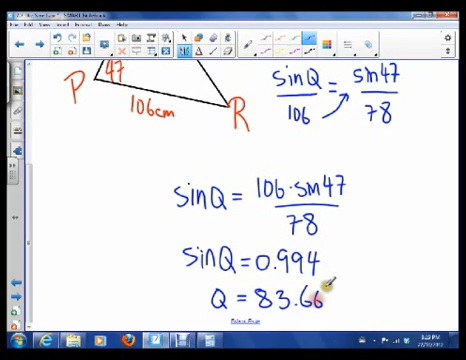 47
P
106cm
R
sinQ/106 = sin47/78
sinQ = 106·sin47/78
sinQ = 0.994
Q = 83.66